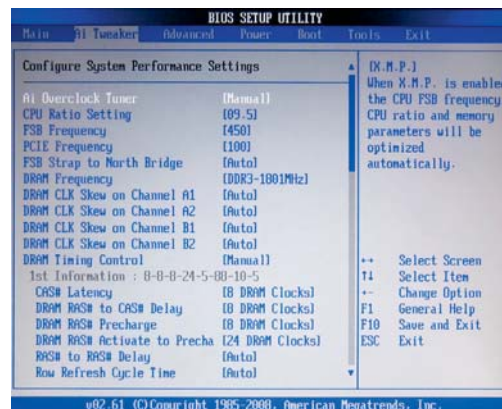 BIOS SETUP UTILITY
Main Ai Tweaker Advanced Power Boot Tools Exit
Configure System Performance Settings
Ai Overclock Tuner [Manual]
CPU Ratio Setting [09.5]
FSB Frequency [450]
PCIE Frequency [100]
FSB Strap to North Bridge [Auto]
DRAM Frequency [DDR3-1801MHz]
DRAM CLK Skew on Channel A1 [Auto]
DRAM CLK Skew on Channel A2 [Auto]
DRAM CLK Skew on Channel B1 [Auto]
DRAM CLK Skew on Channel B2 [Auto]
DRAM Timing Control [Manual]
1st Information : 8-8-8-24-5-88-10-5
CAS# Latency [8 DRAM Clocks]
DRAM RAS# to CAS# Delay [8 DRAM Clocks]
DRAM RAS# Precharge [8 DRAM Clocks]
DRAM RAS# Activate to Precha [24 DRAM Clocks]
RAS# to RAS# Delay [Auto]
Row Refresh Cycle Time [Auto]
[X.M.P.]
When X.M.P. is enable
the CPU FSB frequency
CPU ratio and memory
parameters will be
optimized
automatically.
↔ Select Screen
↑↓ Select Item
+- Change Option
F1 General Help
F10 Save and Exit
ESC Exit
v02.61 (C)Copyright 1985-2008, American Megatrends, Inc.